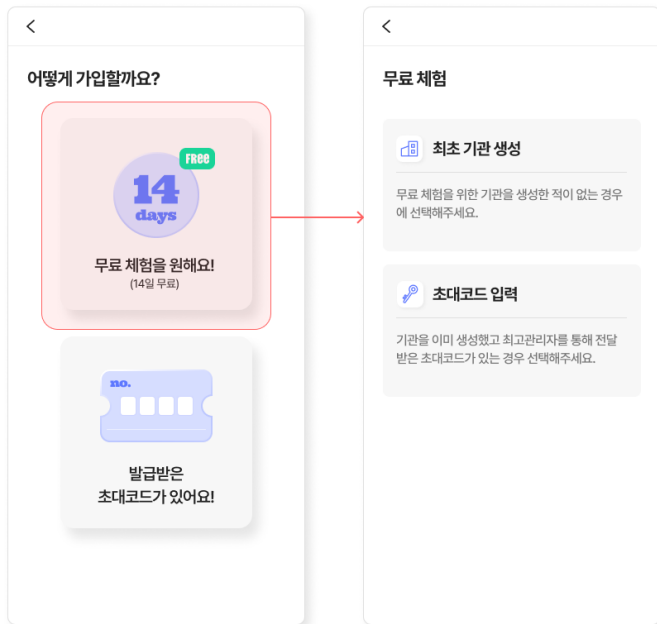 어떻게 가입할까요?
FREE
14
days
무료 체험을 원해요!
(14일 무료)
no.
발급받은
초대코드가 있어요!
무료 체험
최초 기관 생성
무료 체험을 위한 기관을 생성한 적이 없는 경우
에 선택해주세요.
초대코드 입력
기관을 이미 생성했고 최고관리자를 통해 전달
받은 초대코드가 있는 경우 선택해주세요.